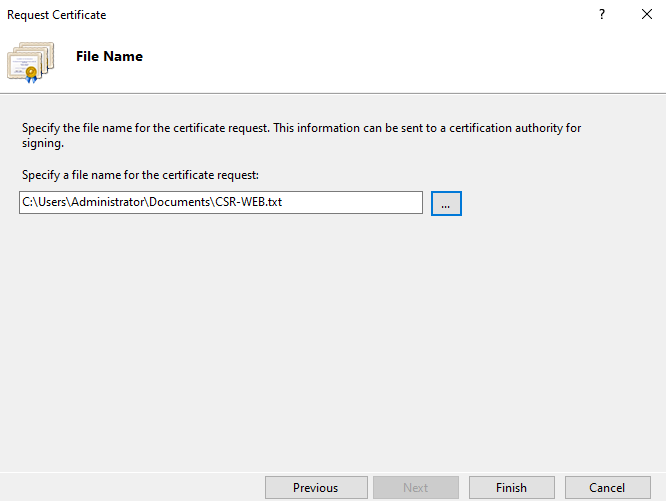 Request Certificate
?
File Name
Specify the file name for the certificate request. This information can be sent to a certification authority for
signing.
Specify a file name for the certificate request:
C:\Users\Administrator\Documents\CSR-WEB.txt
...
Previous
Next
Finish
Cancel